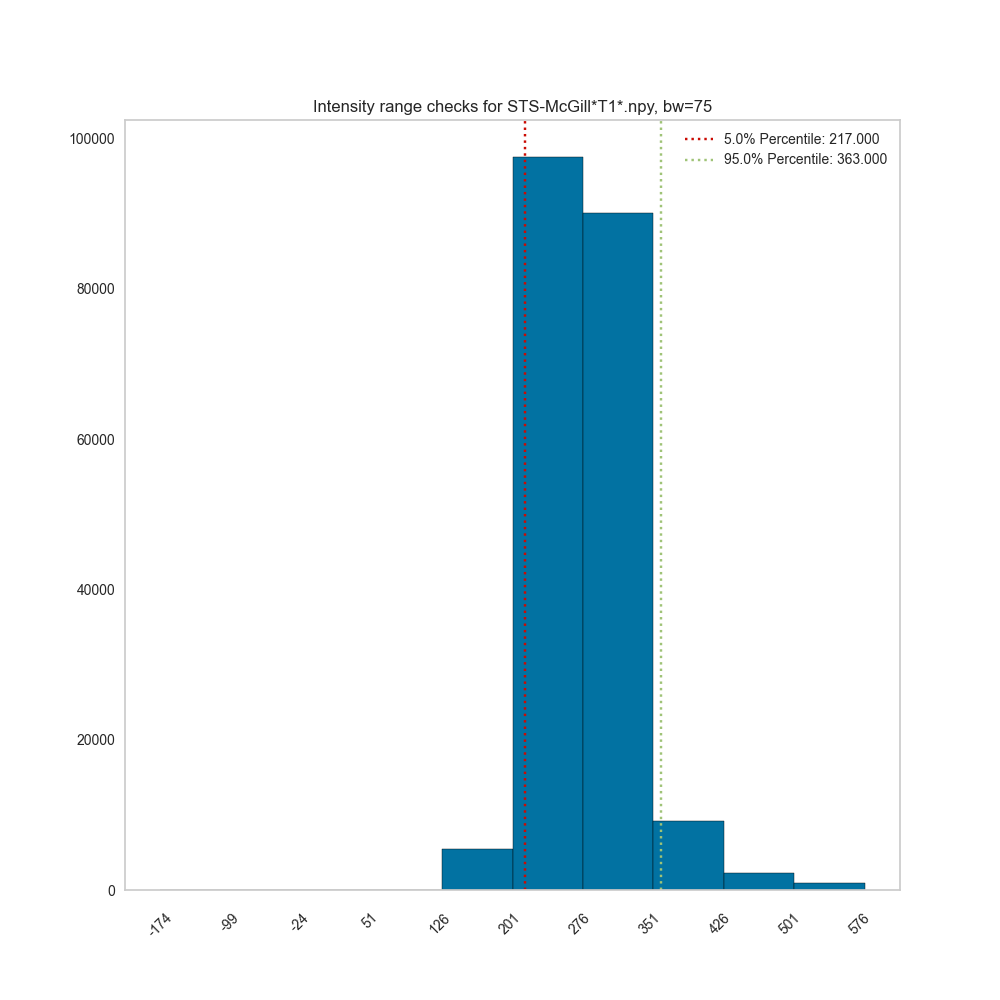 Intensity range checks for STS-McGill*T1*.npy, bw=75
5.0% Percentile: 217.000
95.0% Percentile: 363.000
100000
80000
60000
40000
20000
0
-174 -99 -24 51 126 201 276 351 426 501 576